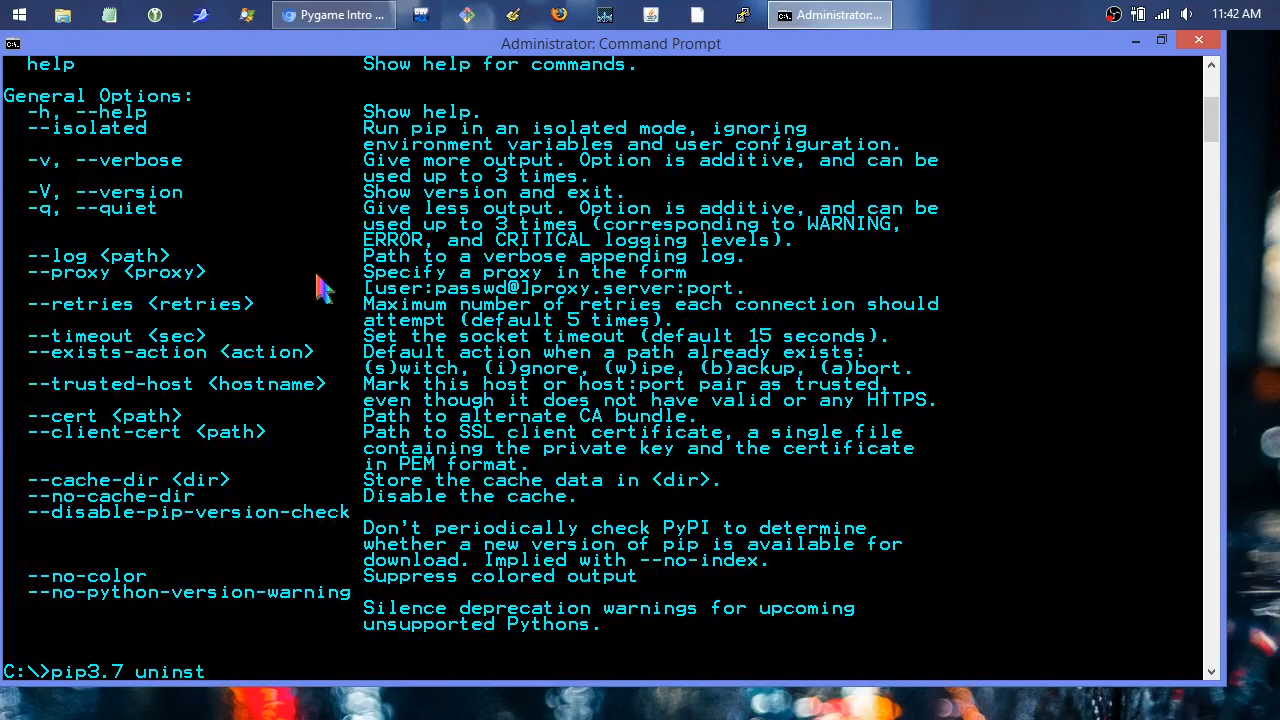 Pygame Intro ...
Administrator:...
11:42 AM
Administrator: Command Prompt
help Show help for commands.
General Options:
-h, --help Show help.
--isolated Run pip in an isolated mode, ignoring
environment variables and user configuration.
-v, --verbose Give more output. Option is additive, and can be
used up to 3 times.
-V, --version Show version and exit.
-q, --quiet Give less output. Option is additive, and can be
used up to 3 times (corresponding to WARNING,
ERROR, and CRITICAL logging levels).
--log <path> Path to a verbose appending log.
--proxy <proxy> Specify a proxy in the form
[user:passwd@]proxy.server:port.
--retries <retries> Maximum number of retries each connection should
attempt (default 5 times).
--timeout <sec> Set the socket timeout (default 15 seconds).
--exists-action <action> Default action when a path already exists:
(s)witch, (i)gnore, (w)ipe, (b)ackup, (a)bort.
--trusted-host <hostname> Mark this host or host:port pair as trusted,
even though it does not have valid or any HTTPS.
--cert <path> Path to alternate CA bundle.
--client-cert <path> Path to SSL client certificate, a single file
containing the private key and the certificate
in PEM format.
--cache-dir <dir> Store the cache data in <dir>.
--no-cache-dir Disable the cache.
--disable-pip-version-check
Don't periodically check PyPI to determine
whether a new version of pip is available for
download. Implied with --no-index.
--no-color Suppress colored output
--no-python-version-warning
Silence deprecation warnings for upcoming
unsupported Pythons.
C:\>pip3.7 uninst